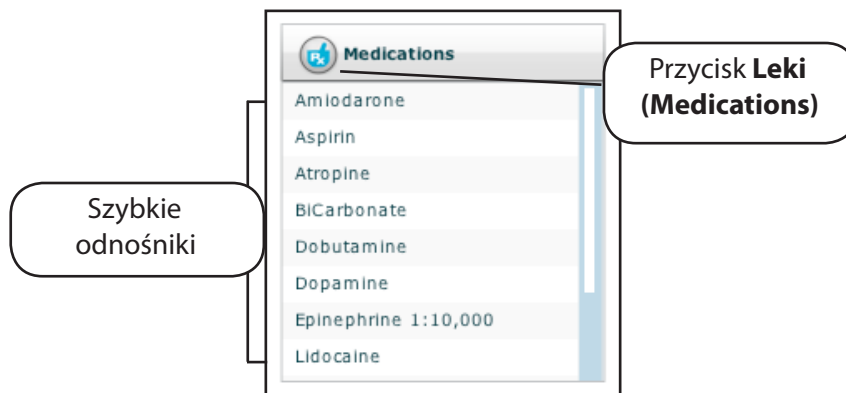 Medications
Przycisk Leki
(Medications)
Amiodarone
Aspirin
Atropine
BiCarbonate
Szybkie
odnośniki
Dobutamine
Dopamine
Epinephrine 1:10,000
Lidocaine